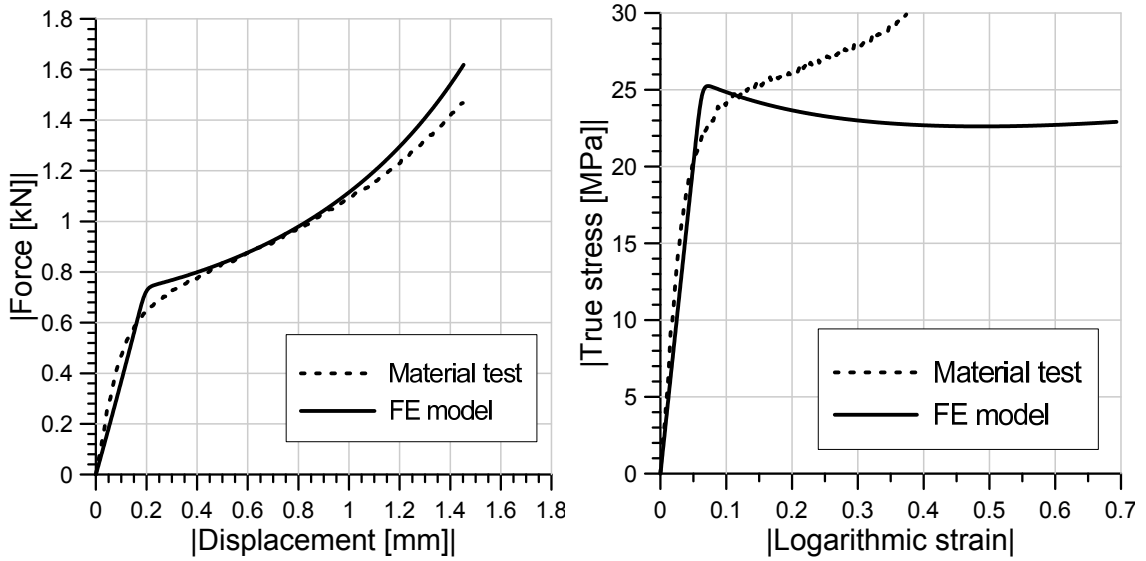 1.8
1.6
1.4
1.2
1
0.8
0.6
0.4
0.2
0
|Force [kN]|
0 0.2 0.4 0.6 0.8 1 1.2 1.4 1.6 1.8
|Displacement [mm]|
Material test
FE model
30
25
20
15
10
5
0
|True stress [MPa]|
0 0.1 0.2 0.3 0.4 0.5 0.6 0.7
|Logarithmic strain|
Material test
FE model